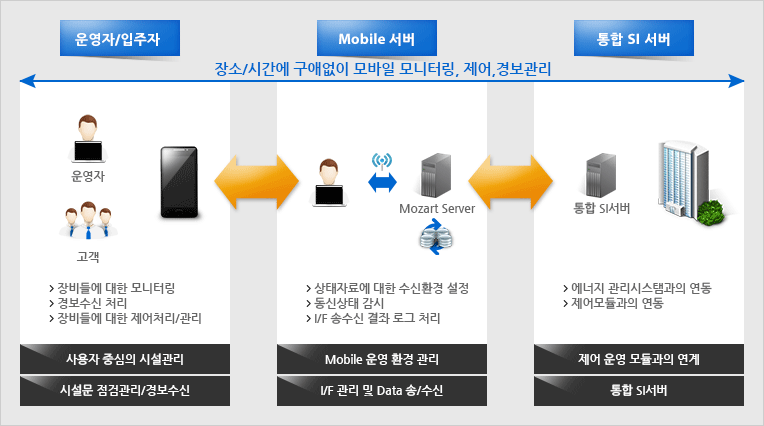 운영자/입주자
Mobile 서버
통합 SI 서버
장소/시간에 구애없이 모바일 모니터링, 제어,경보관리
운영자
고객
> 장비들에 대한 모니터링
> 경보수신 처리
> 장비들에 대한 제어처리/관리
사용자 중심의 시설관리
시설문 점검관리/경보수신
Mozart Server
> 상태자료에 대한 수신환경 설정
> 통신상태 감시
> I/F 송수신 결좌 로그 처리
Mobile 운영 환경 관리
I/F 관리 및 Data 송/수신
통합 SI서버
> 에너지 관리시스템과의 연동
> 제어모듈과의 연동
제어 운영 모듈과의 연계
통합 SI서버